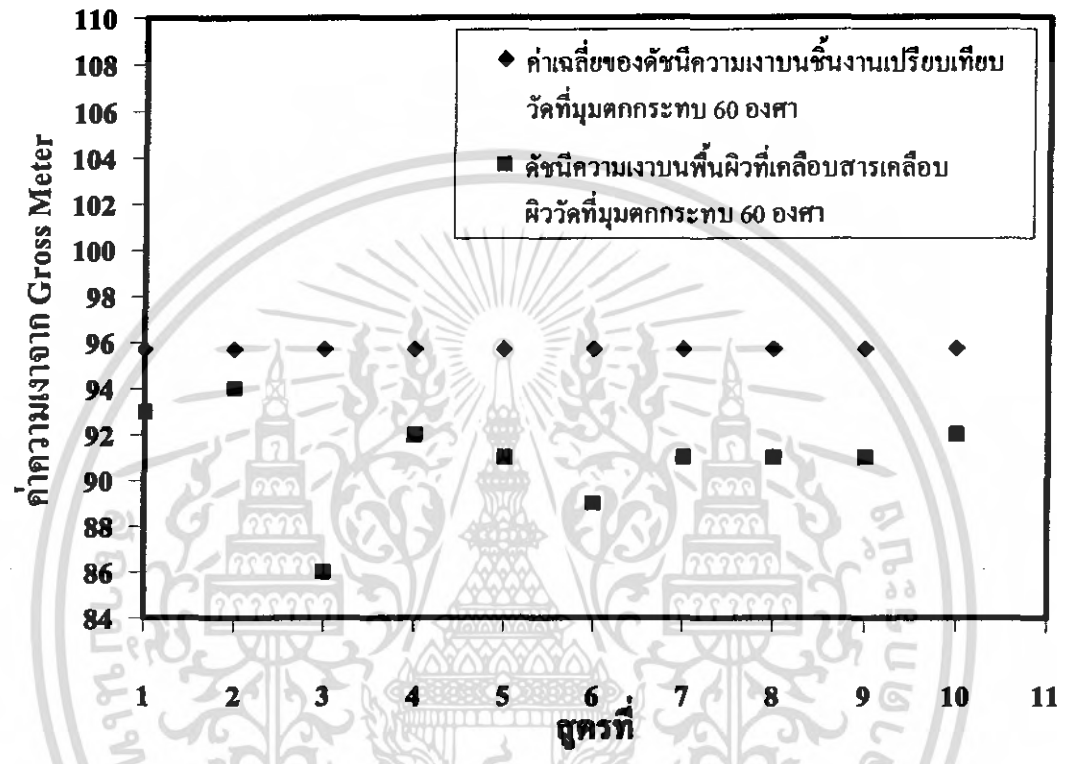 110
108
106
104
102
100
98
96
94
92
90
88
86
84
ค่าความเงาจาก Gross Meter
◆ ค่าเฉลี่ยของดัชนีความเงาบนชิ้นงานเปรียบเทียบ
วัดที่มุมตกกระทบ 60 องศา
■ ดัชนีความเงาบนพื้นผิวที่เคลือบสารเคลือบ
ผิววัดที่มุมตกกระทบ 60 องศา
1 2 3 4 5 6 7 8 9 10 11
สูตรที่